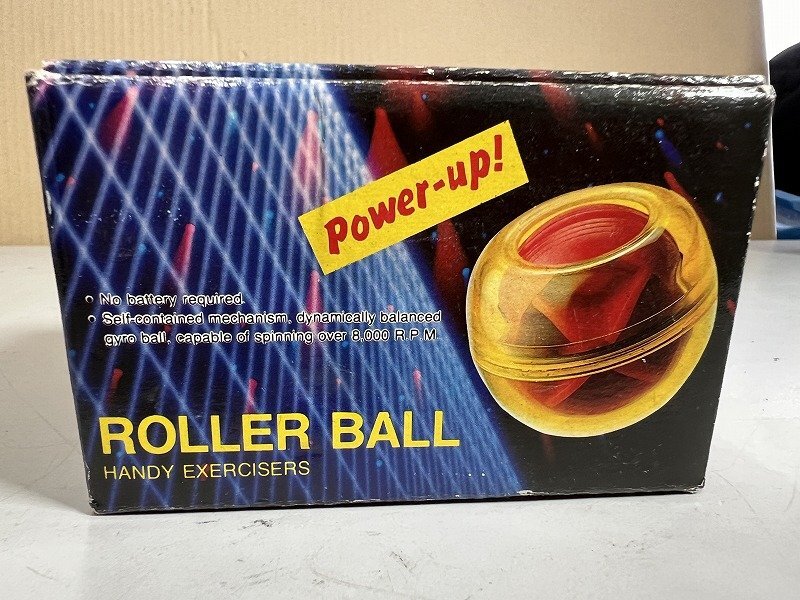 Power-up!
• No battery required.
• Self-contained mechanism, dynamically balanced
gyro ball, capable of spinning over 8,000 R.P.M.
ROLLER BALL
HANDY EXERCISERS